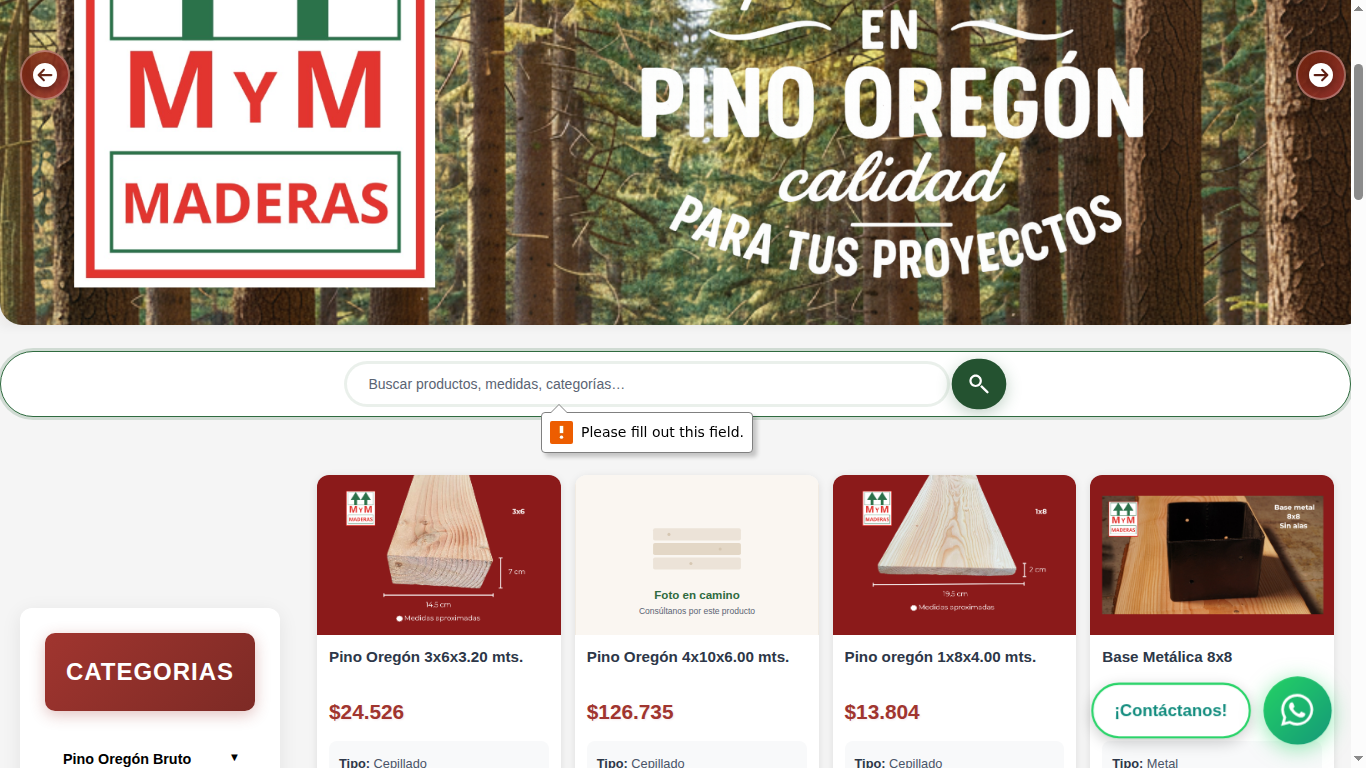 M Y M
MADERAS
EN
PINO OREGÓN
calidad
PARA TUS PROYECCTOS
Buscar productos, medidas, categorías…
Please fill out this field.
CATEGORIAS
Pino Oregón Bruto ▼
M Y M
MADERAS
3x6
7 cm
14.5 cm
Medidas aproximadas
Pino Oregón 3x6x3.20 mts.
$24.526
Tipo: Cepillado
Foto en camino
Consúltanos por este producto
Pino Oregón 4x10x6.00 mts.
$126.735
Tipo: Cepillado
M Y M
MADERAS
1x8
2 cm
19.5 cm
Medidas aproximadas
Pino oregón 1x8x4.00 mts.
$13.804
Tipo: Cepillado
M Y M
MADERAS
Base metal
8x8
Sin alas
Base Metálica 8x8
¡Contáctanos!
Tipo: Metal